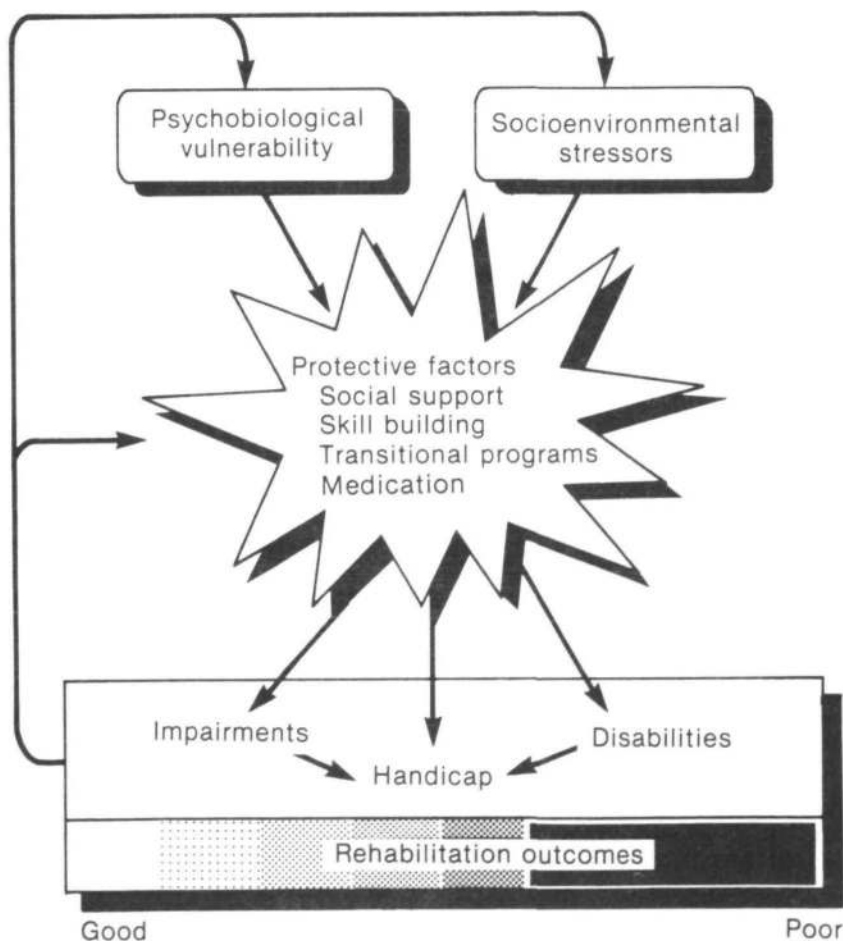 Psychobiological
vulnerability
Socioenvironmental
stressors
Protective factors
Social support
Skill building
Transitional programs
Medication
Impairments
Disabilities
Handicap
Rehabilitation outcomes
Good
Poor